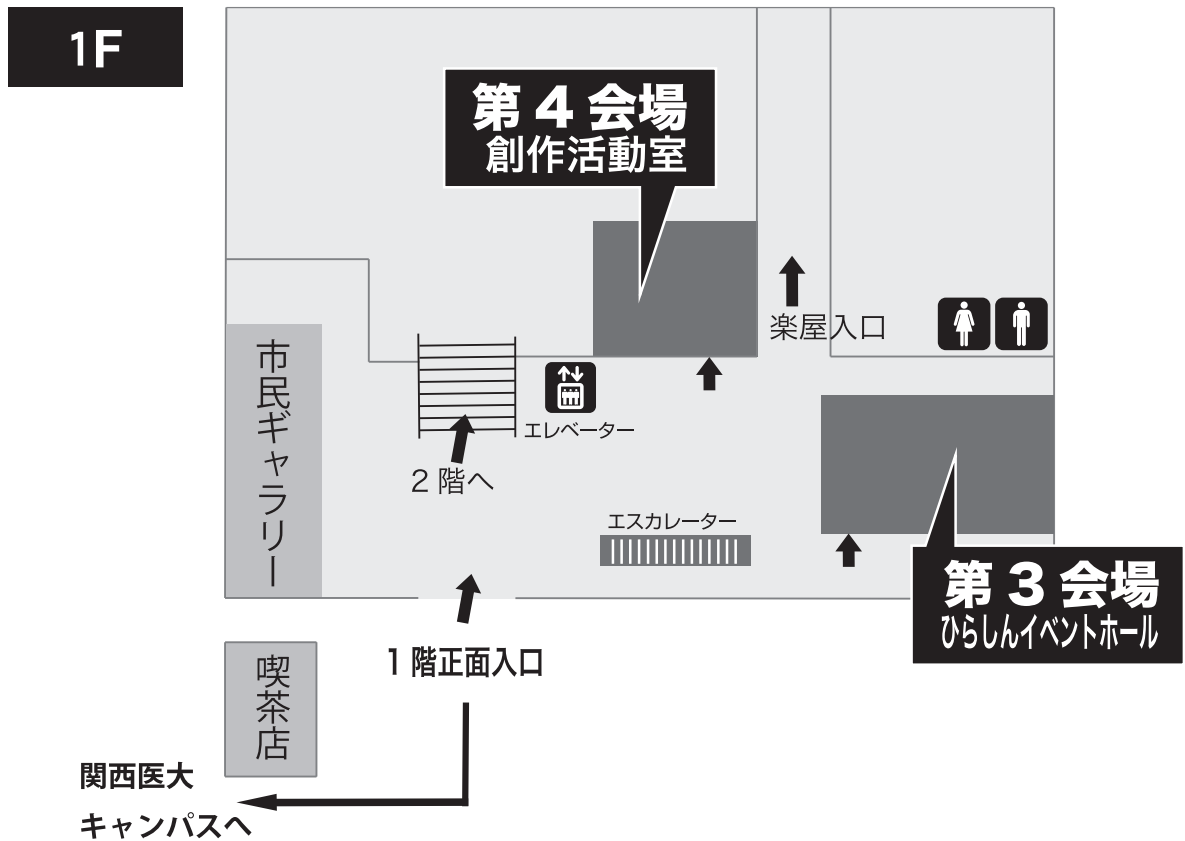 1F
第4会場
創作活動室
楽屋入口
市民ギャラリー
エレベーター
2階へ
エスカレーター
第3会場
ひらしんイベントホール
1階正面入口
喫茶店
関西医大
キャンパスへ